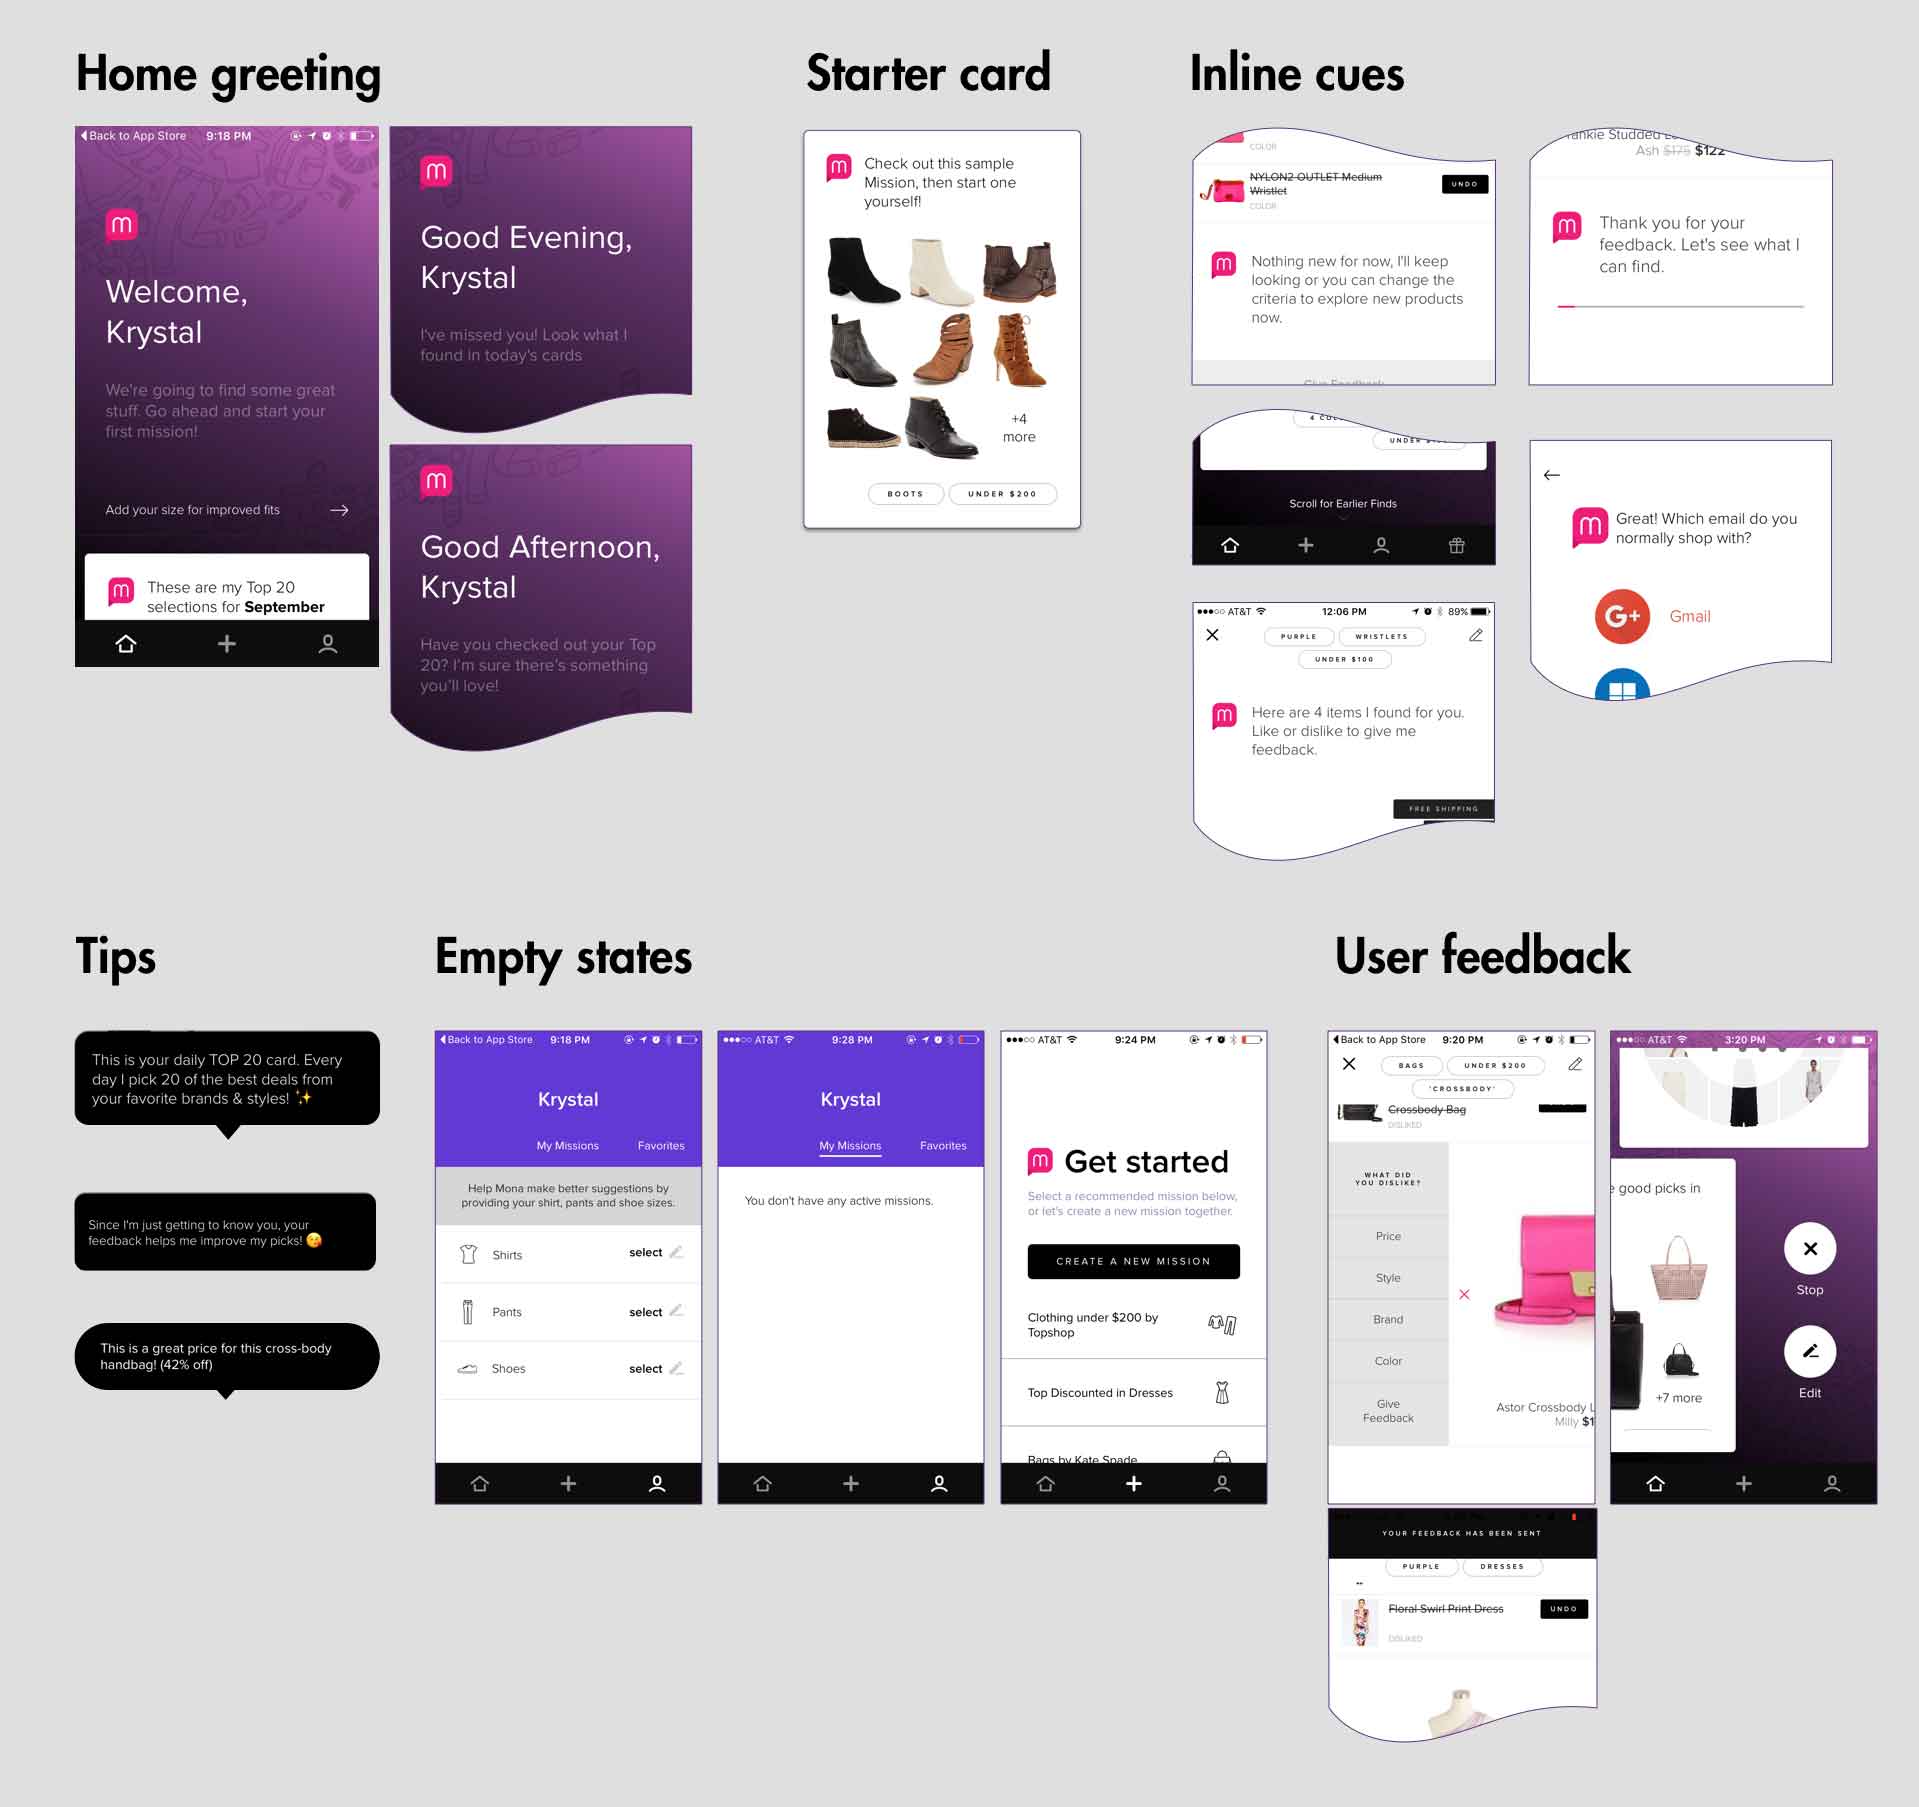 Home greeting
Back to App Store 9:18 PM
m
Welcome,
Krystal
We're going to find some great
stuff. Go ahead and start your
first mission!
Add your size for improved fits
m
These are my Top 20
selections for September
m
Good Evening,
Krystal
I've missed you! Look what I
found in today's cards
m
Good Afternoon,
Krystal
Have you checked out your Top
20? I'm sure there's something
you'll love!
Starter card
m
Check out this sample
Mission, then start one
yourself!
+4
more
BOOTS UNDER $200
Inline cues
COLOR
NYLON2 OUTLET Medium
Wristlet
UNDO
COLOR
m
Nothing new for now, I'll keep
looking or you can change the
criteria to explore new products
now.
Give Feedback
rankie Studded
Ash $175 $122
m
Thank you for your
feedback. Let's see what I
can find.
4 COL
UNDER
Scroll for Earlier Finds
m
Great! Which email do you
normally shop with?
G+ Gmail
AT&T 12:06 PM 89%
PURPLE WRISTLETS
UNDER $100
m
Here are 4 items I found for you.
Like or dislike to give me
feedback.
FREE SHIPPING
Tips
This is your daily TOP 20 card. Every
day I pick 20 of the best deals from
your favorite brands & styles! ✨
Since I'm just getting to know you, your
feedback helps me improve my picks! 😘
This is a great price for this cross-body
handbag! (42% off)
Empty states
Back to App Store 9:18 PM
Krystal
My Missions Favorites
Help Mona make better suggestions by
providing your shirt, pants and shoe sizes.
Shirts select
Pants select
Shoes select
AT&T 9:28 PM
Krystal
My Missions Favorites
You don't have any active missions.
AT&T 9:24 PM
m
Get started
Select a recommended mission below,
or let's create a new mission together.
CREATE A NEW MISSION
Clothing under $200 by
Topshop
Top Discounted in Dresses
Bags by Kate Spade
User feedback
Back to App Store 9:20 PM
BAGS UNDER $200
'CROSSBODY'
Crossbody Bag
DISLIKED
WHAT DID
YOU DISLIKE?
Price
Style
Brand
Color
Give
Feedback
Astor Crossbody L
Milly $1
AT&T 3:20 PM
e good picks in
+7 more
Stop
Edit
YOUR FEEDBACK HAS BEEN SENT
PURPLE DRESSES
Floral Swirl Print Dress
UNDO
DISLIKED